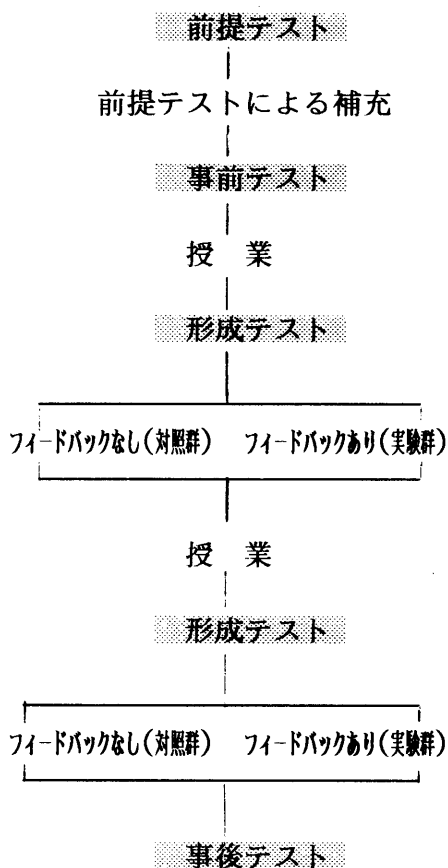 前提テスト
前提テストによる補充
事前テスト
授　業
形成テスト
フィードバックなし(対照群)　フィードバックあり(実験群)
授　業
形成テスト
フィードバックなし(対照群)　フィードバックあり(実験群)
事後テスト